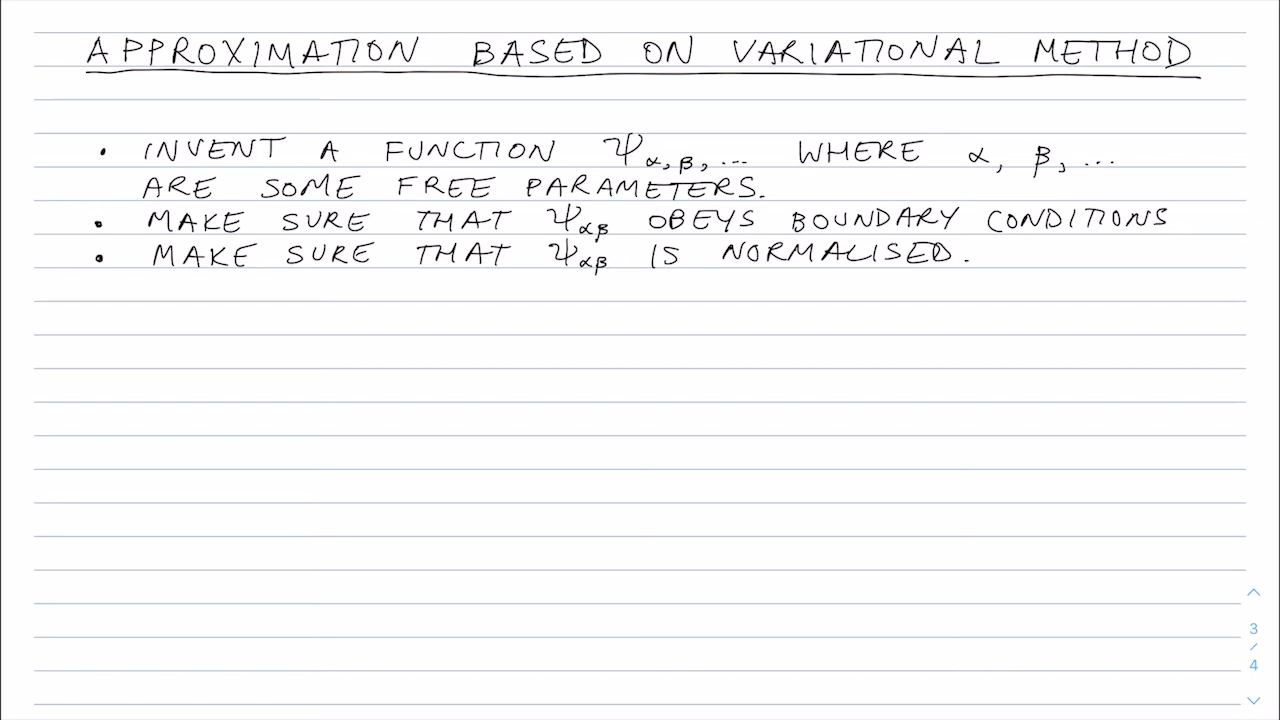 APPROXIMATION BASED ON VARIATIONAL METHOD
• INVENT A FUNCTION Ψα,β,... WHERE α, β, ...
ARE SOME FREE PARAMETERS.
• MAKE SURE THAT Ψαβ OBEYS BOUNDARY CONDITIONS
• MAKE SURE THAT Ψαβ IS NORMALISED.
3
/
4